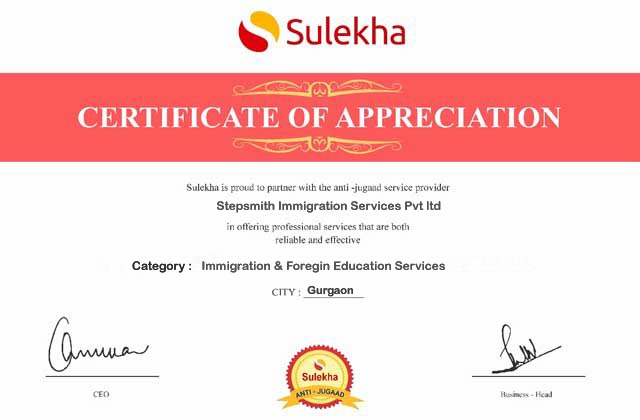 Sulekha
CERTIFICATE OF APPRECIATION
Sulekha is proud to partner with the anti -jugaad service provider
Stepsmith Immigration Services Pvt ltd
in offering professional services that are both
reliable and effective
Category : Immigration & Foregin Education Services
CITY : Gurgaon
Sulekha
ANTI - JUGAAD
CEO
Business - Head